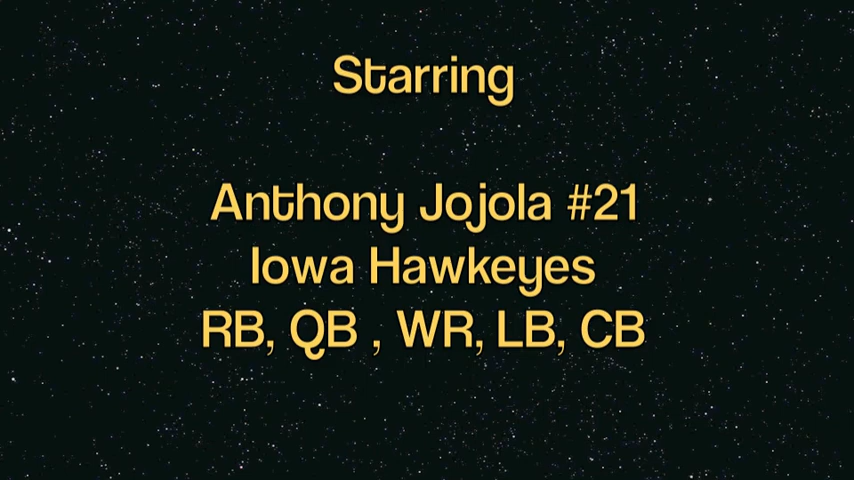 Starring
Anthony Jojola #21
Iowa Hawkeyes
RB, QB , WR, LB, CB